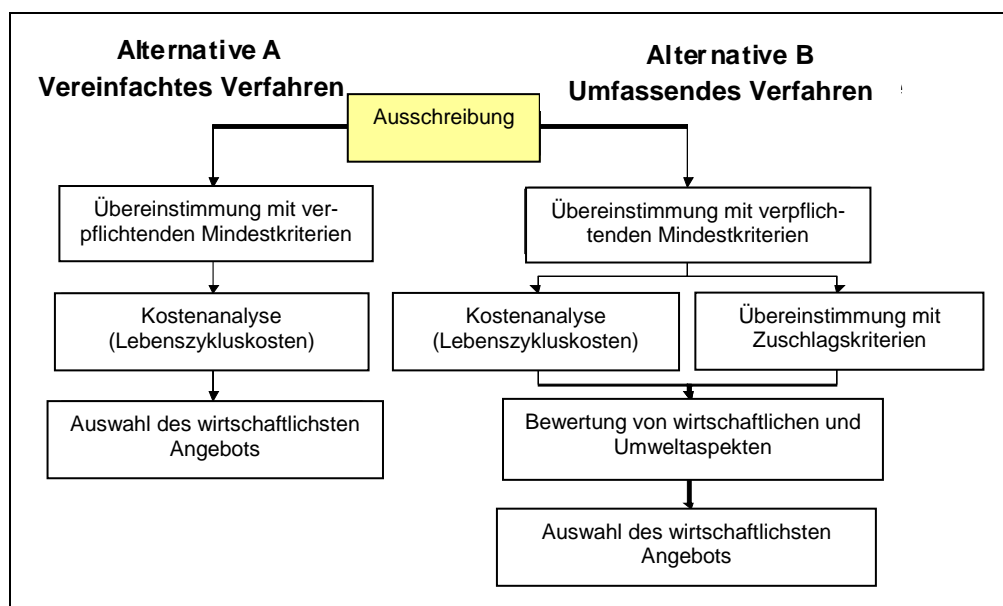 Alternative A
Vereinfachtes Verfahren
Alternative B
Umfassendes Verfahren
Ausschreibung
Übereinstimmung mit ver-
pflichtenden Mindestkriterien
Kostenanalyse
(Lebenszykluskosten)
Auswahl des wirtschaftlichsten
Angebots
Übereinstimmung mit verpflich-
tenden Mindestkriterien
Kostenanalyse
(Lebenszykluskosten)
Übereinstimmung mit
Zuschlagskriterien
Bewertung von wirtschaftlichen und
Umweltaspekten
Auswahl des wirtschaftlichsten
Angebots